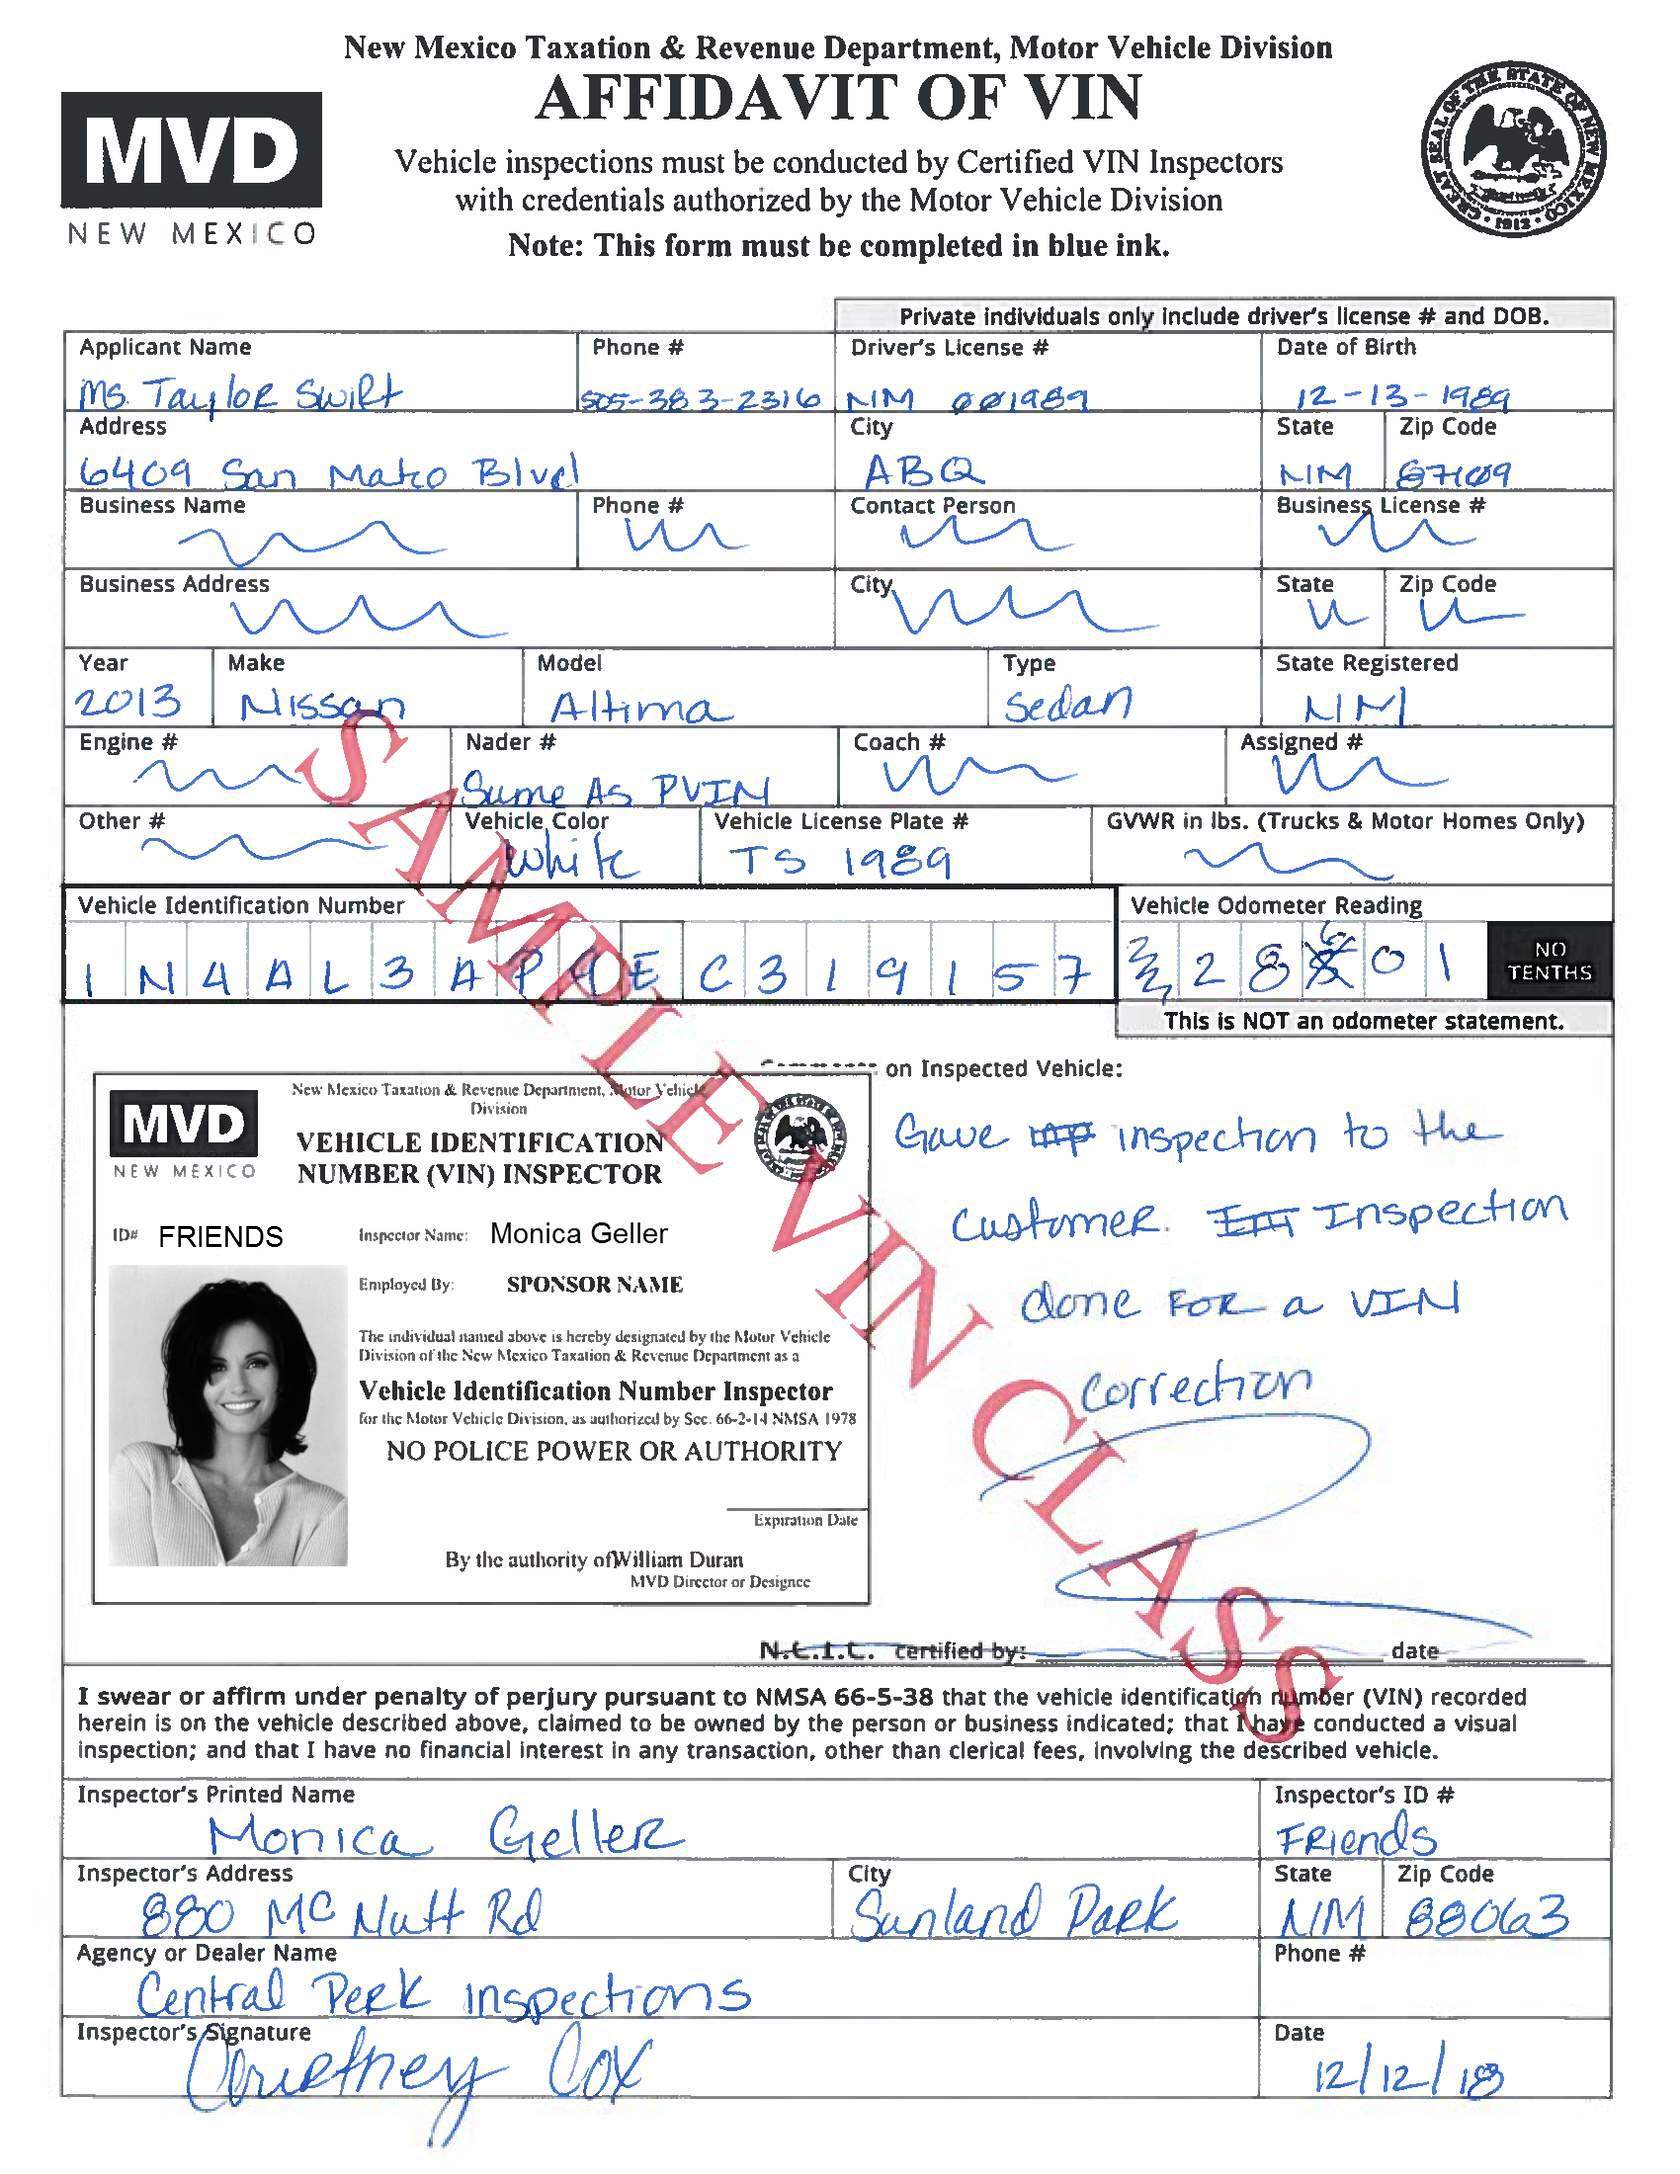 New Mexico Taxation & Revenue Department, Motor Vehicle Division
AFFIDAVIT OF VIN
MVD
NEW MEXICO
Vehicle inspections must be conducted by Certified VIN Inspectors
with credentials authorized by the Motor Vehicle Division
Note: This form must be completed in blue ink.
GREAT SEAL OF THE STATE OF NEW MEXICO
1912
Private individuals only include driver's license # and DOB.
Applicant Name Phone # Driver's License # Date of Birth
Ms. Taylor Swift 505-383-2316 NM 001989 12-13-1989
Address City State Zip Code
6409 San Mateo Blvd ABQ NM 87109
Business Name Phone # Contact Person Business License #
Business Address City State Zip Code
Year Make Model Type State Registered
2013 Nissan Altima Sedan NM
Engine # Nader # Coach # Assigned #
Same As PVIN
Other # Vehicle Color Vehicle License Plate # GVWR in lbs. (Trucks & Motor Homes Only)
White TS 1989
Vehicle Identification Number Vehicle Odometer Reading
1 N 4 A L 3 A P E C 3 1 9 1 5 7 2 8 6 0 1
NO
TENTHS
This is NOT an odometer statement.
on Inspected Vehicle:
Gave inspection to the
Customer. Inspection
done FOR a VIN
Correction
New Mexico Taxation & Revenue Department, Motor Vehicle
Division
MVD
NEW MEXICO
VEHICLE IDENTIFICATION
NUMBER (VIN) INSPECTOR
ID# FRIENDS Inspector Name: Monica Geller
Employed By: SPONSOR NAME
The individual named above is hereby designated by the Motor Vehicle
Division of the New Mexico Taxation & Revenue Department as a
Vehicle Identification Number Inspector
for the Motor Vehicle Division, as authorized by Sec. 66-2-14 NMSA 1978
NO POLICE POWER OR AUTHORITY
Expiration Date
By the authority of William Duran
MVD Director or Designee
N.C.I.C. certified by: date
I swear or affirm under penalty of perjury pursuant to NMSA 66-5-38 that the vehicle identification number (VIN) recorded
herein is on the vehicle described above, claimed to be owned by the person or business indicated; that I have conducted a visual
inspection; and that I have no financial interest in any transaction, other than clerical fees, involving the described vehicle.
Inspector's Printed Name Inspector's ID #
Monica Geller FRIends
Inspector's Address City State Zip Code
880 Mc Nutt Rd Sunland Park NM 88063
Agency or Dealer Name Phone #
Central Perk inspections
Inspector's Signature Date
Courtney Cox 12/12/18
SAMPLE VIN CLASS